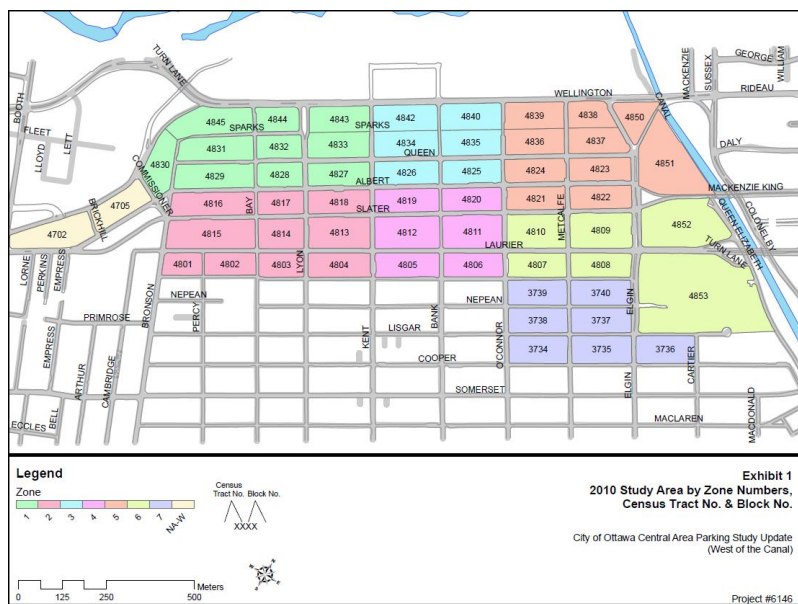 TURN LANE
GEORGE
WILLIAM
MACKENZIE
SUSSEX
RIDEAU
WELLINGTON
CANAL
BOOTH
FLEET
LLOYD
LETT
4845
4844
4843
4842
4840
4839
4838
4850
SPARKS
SPARKS
4831
4832
4833
4834
4835
4836
4837
QUEEN
DALY
4830
COMMISSIONER
4829
4828
4827
4826
4825
4824
4823
4851
ALBERT
MACKENZIE KING
4705
BRICKHILL
4816
BAY
4817
4818
4819
4820
4821
METCALFE
4822
SLATER
QUEEN ELIZABETH
COLONEL BY
4702
4815
4814
4813
4812
4811
4810
4809
4852
LAURIER
TURN LANE
LORNE
PERKINS
EMPRESS
4801
4802
4803
LYON
4804
4805
4806
4807
4808
4853
BRONSON
NEPEAN
NEPEAN
3739
3740
ELGIN
PRIMROSE
PERCY
KENT
LISGAR
BANK
O'CONNOR
3738
3737
EMPRESS
ARTHUR
CAMBRIDGE
COOPER
3734
3735
3736
CARTIER
SOMERSET
ELGIN
ECCLES
BELL
MACLAREN
MACDONALD
Legend
Zone
1
2
3
4
5
6
7
NA-W
Census
Tract No. Block No.
XXXX
N
E
S
W
0 125 250 500 Meters
Exhibit 1
2010 Study Area by Zone Numbers,
Census Tract No. & Block No.
City of Ottawa Central Area Parking Study Update
(West of the Canal)
Project #6146